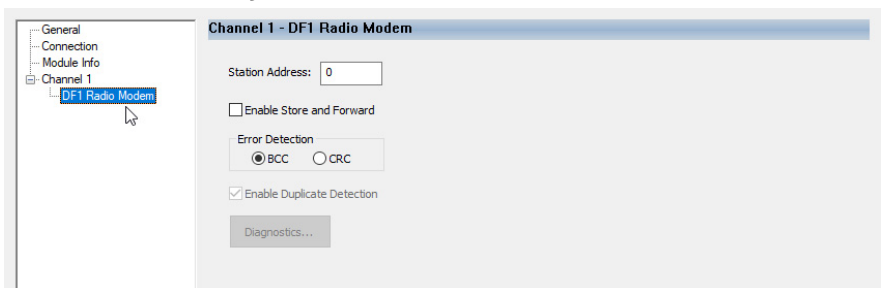 General
Connection
Module Info
Channel 1
DF1 Radio Modem
Channel 1 - DF1 Radio Modem
Station Address: 0
Enable Store and Forward
Error Detection
BCC CRC
Enable Duplicate Detection
Diagnostics...